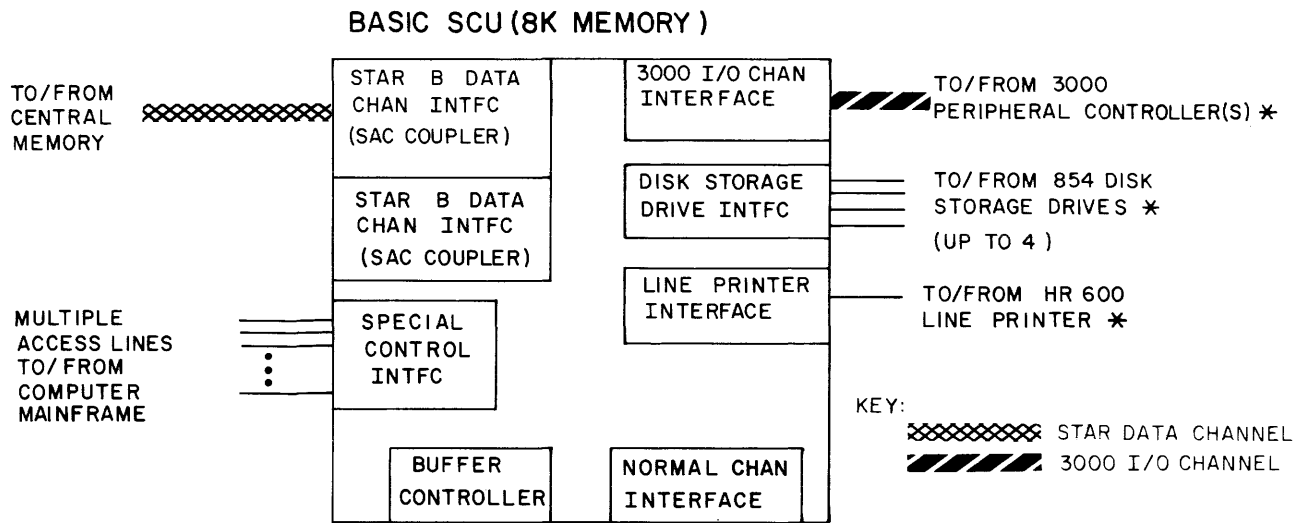 BASIC SCU (8K MEMORY)
TO/FROM
CENTRAL
MEMORY
STAR B DATA
CHAN INTFC
(SAC COUPLER)
STAR B DATA
CHAN INTFC
(SAC COUPLER)
MULTIPLE
ACCESS LINES
TO/FROM
COMPUTER
MAINFRAME
SPECIAL
CONTROL
INTFC
BUFFER
CONTROLLER
3000 I/O CHAN
INTERFACE
TO/FROM 3000
PERIPHERAL CONTROLLER(S) *
DISK STORAGE
DRIVE INTFC
TO/FROM 854 DISK
STORAGE DRIVES *
(UP TO 4)
LINE PRINTER
INTERFACE
TO/FROM HR 600
LINE PRINTER *
NORMAL CHAN
INTERFACE
KEY:
STAR DATA CHANNEL
3000 I/O CHANNEL